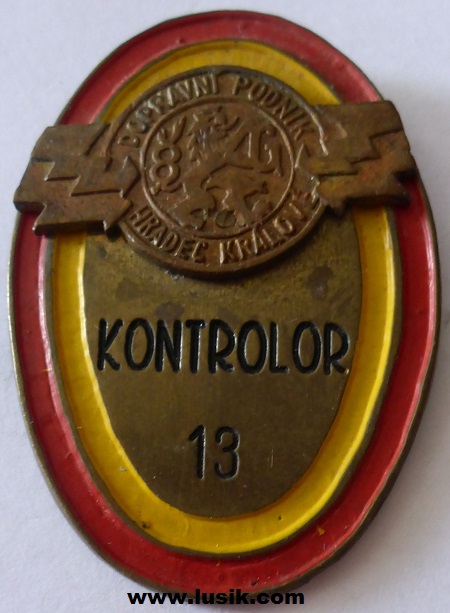 DOPRAVNÍ PODNIK
HRADEC KRÁLOVÉ
KONTROLOR
13
www.lusik.com